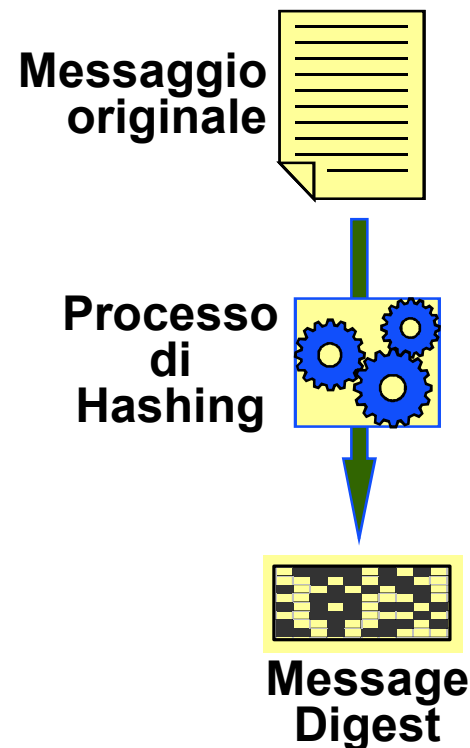 Messaggio
originale
Processo
di
Hashing
Message
Digest